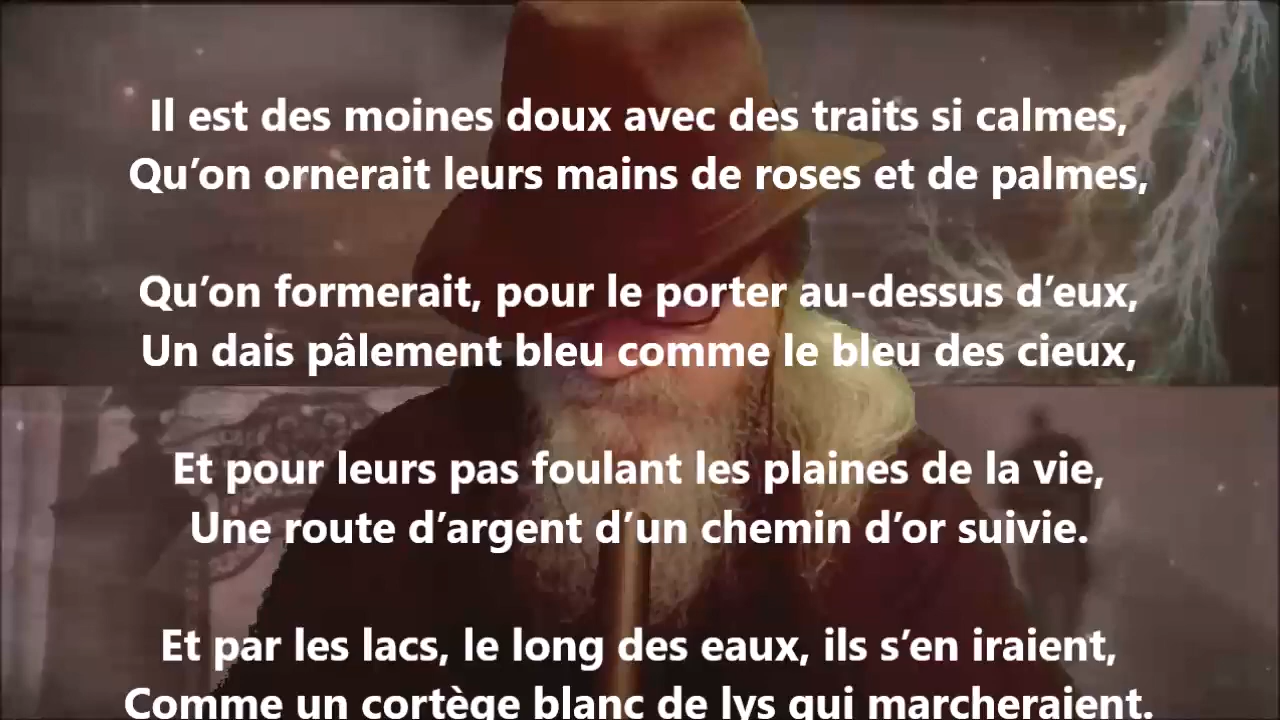 Il est des moines doux avec des traits si calmes,
Qu’on ornerait leurs mains de roses et de palmes,
Qu’on formerait, pour le porter au-dessus d’eux,
Un dais pâlement bleu comme le bleu des cieux,
Et pour leurs pas foulant les plaines de la vie,
Une route d’argent d’un chemin d’or suivie.
Et par les lacs, le long des eaux, ils s’en iraient,
Comme un cortège blanc de lys qui marcheraient.